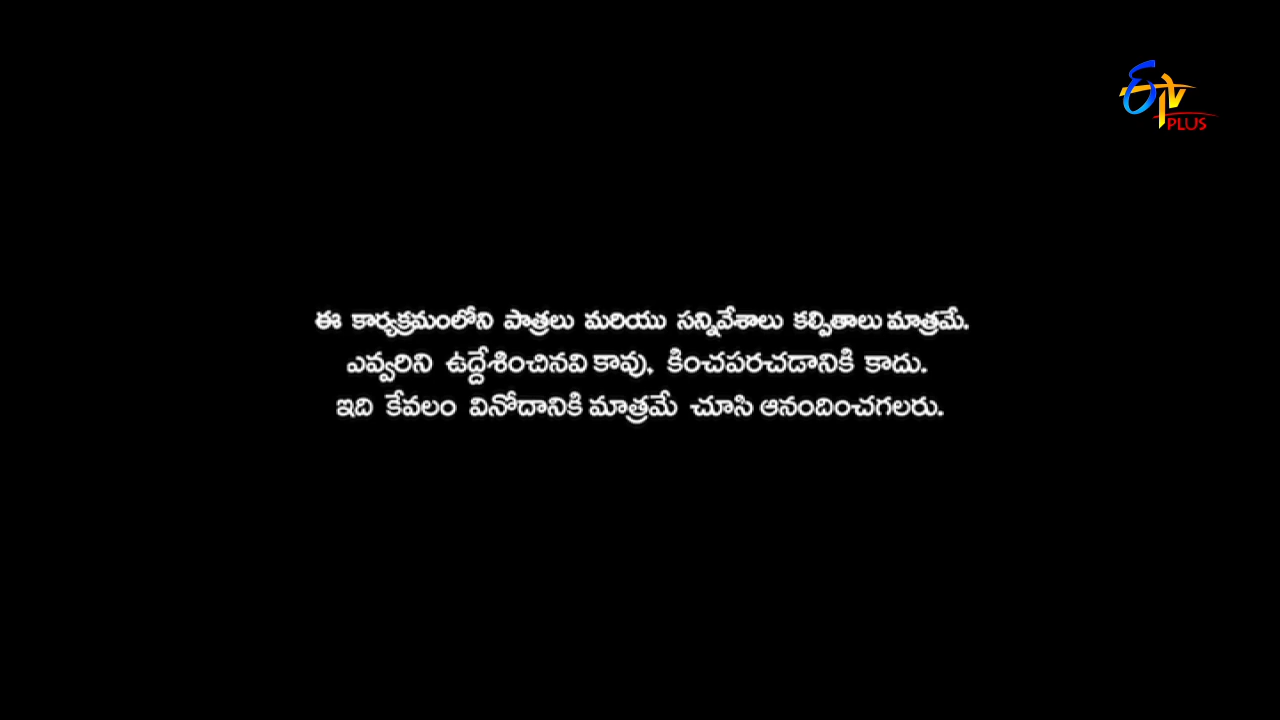 ETV
PLUS
ఈ కార్యక్రమంలోని పాత్రలు మరియు సన్నివేశాలు కల్పితాలు మాత్రమే.
ఎవ్వరిని ఉద్దేశించినవి కావు, కించపరచడానికి కాదు.
ఇది కేవలం వినోదానికి మాత్రమే చూసి ఆనందించగలరు.